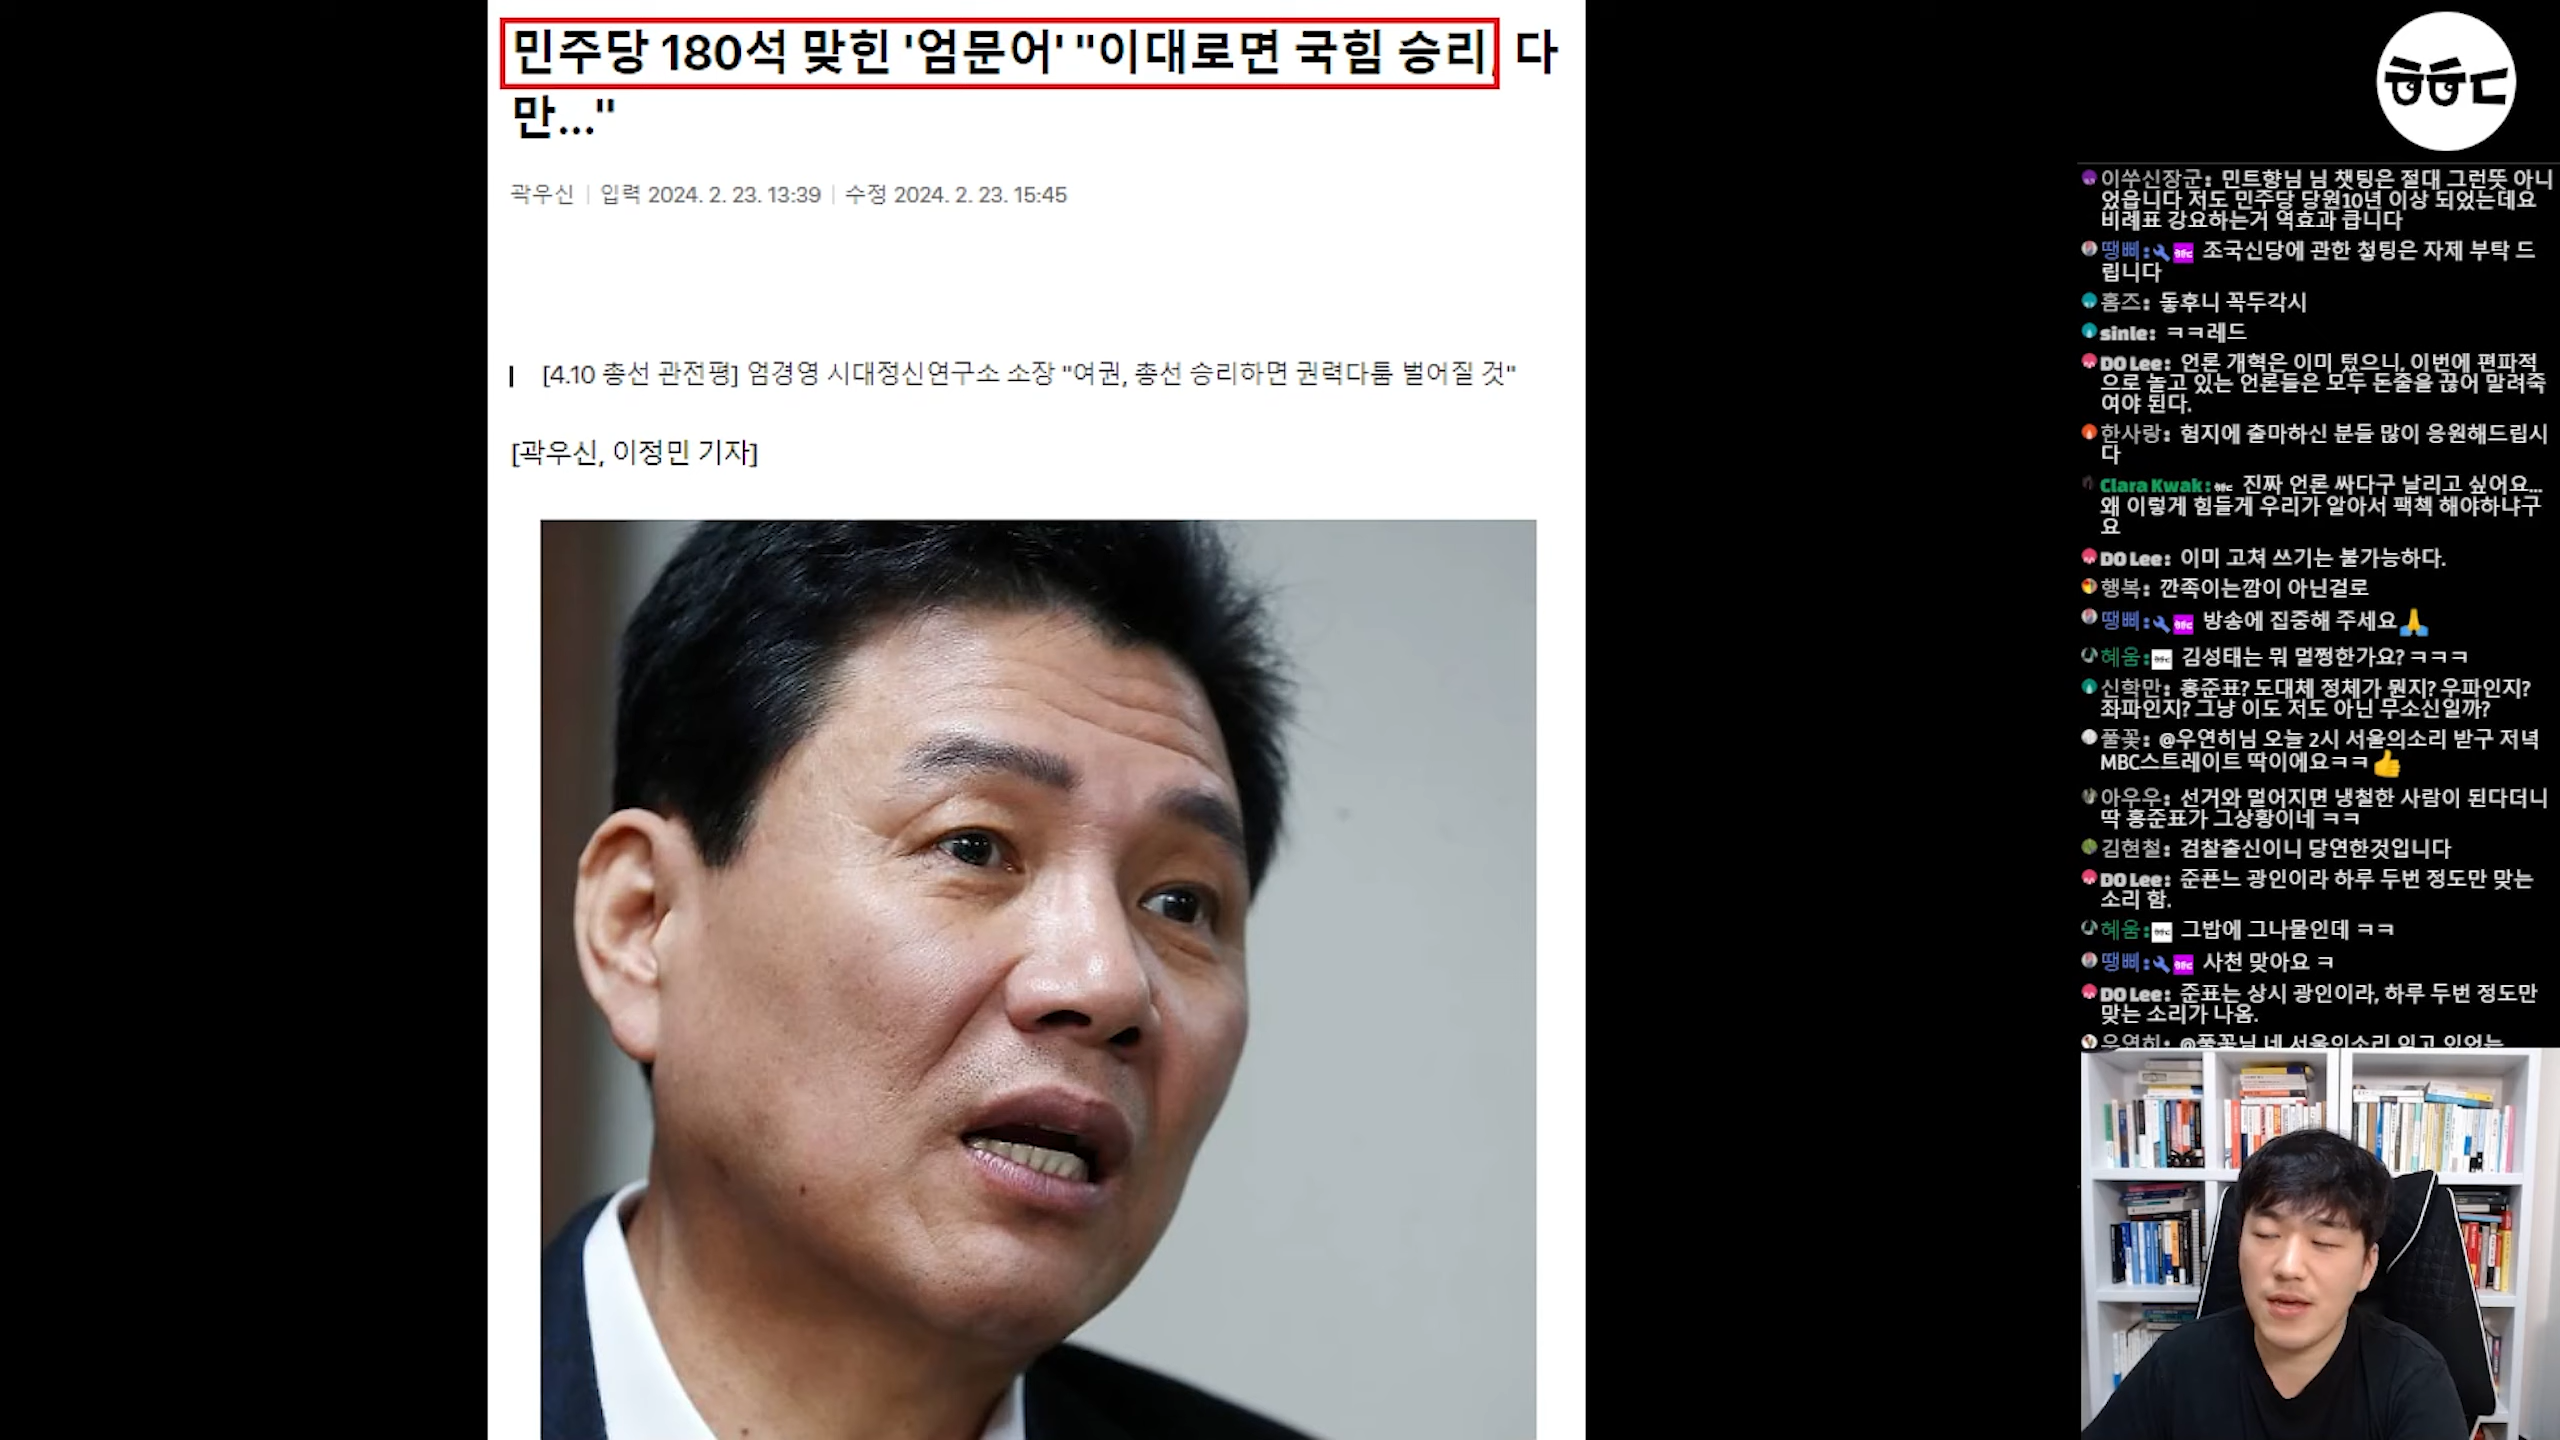 민주당 180석 맞힌 '엄문어' "이대로면 국힘 승리, 다
만..."
곽우신 | 입력 2024. 2. 23. 13:39 | 수정 2024. 2. 23. 15:45
[4.10 총선 관전평] 엄경영 시대정신연구소 소장 "여권, 총선 승리하면 권력다툼 벌어질 것"
[곽우신, 이정민 기자]
이쑤신장군: 민트향님 님 챗팅은 절대 그런뜻 아니
었읍니다 저도 민주당 당원10년 이상 되었는데요
비례표 강요하는거 역효과 큽니다
땡삐: 조국신당에 관한 첳팅은 자제 부탁 드
립니다
홈즈: 돟후니 꼭두각시
sinle: ㅋㅋ레드
DO Lee: 언론 개혁은 이미 텄으니, 이번에 편파적
으로 놀고 있는 언론들은 모두 돈줄을 끊어 말려죽
여야 된다.
한사랑: 험지에 출마하신 분들 많이 응원해드립시
다
Clara Kwak: 진짜 언론 싸다구 날리고 싶어요...
왜 이렇게 힘들게 우리가 알아서 팩첵 해야하냐구
요
DO Lee: 이미 고쳐 쓰기는 불가능하다.
행복: 깐족이는깜이 아닌걸로
땡삐: 방송에 집중해 주세요🙏
혜움: 김성태는 뭐 멀쩡한가요? ㅋㅋㅋ
신학만: 홍준표? 도대체 정체가 뭔지? 우파인지?
좌파인지? 그냥 이도 저도 아닌 무소신일까?
풀꽃: @우연히님 오늘 2시 서울의소리 받구 저녁
MBC스트레이트 딱이에요ㅋㅋ👍
아우우: 선거와 멀어지면 냉철한 사람이 된다더니
딱 홍준표가 그상황이네 ㅋㅋ
김현철: 검찰출신이니 당연한것입니다
DO Lee: 준푠느 광인이라 하루 두번 정도만 맞는
소리 함.
혜움: 그밥에 그나물인데 ㅋㅋ
땡삐: 사천 맞아요 ㅋ
DO Lee: 준표는 상시 광인이라, 하루 두번 정도만
맞는 소리가 나옴.
우연히: @풀꽃님 네 서울의소리 읽고 있었는